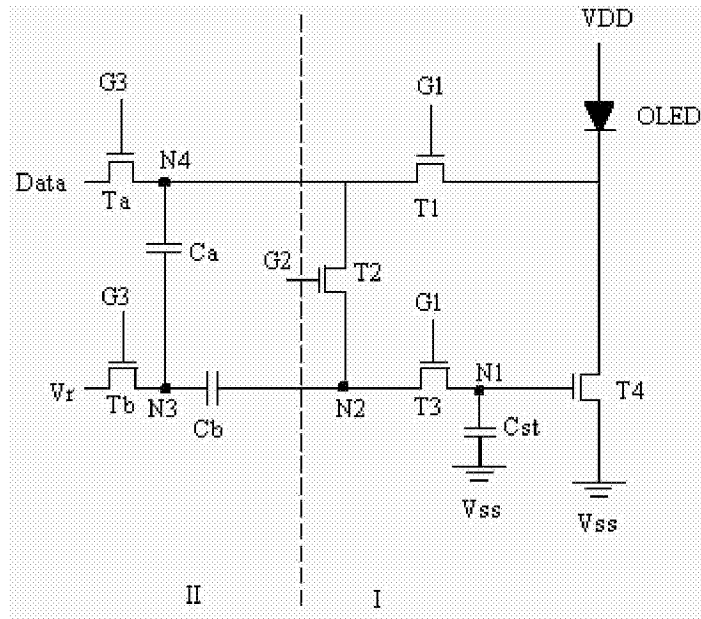 VDD
G3
G1
OLED
N4
Data
Ta
T1
Ca
G2
T2
G3
G1
N1
Vr
Tb
N3
Cb
N2
T3
T4
Cst
Vss
Vss
II
I